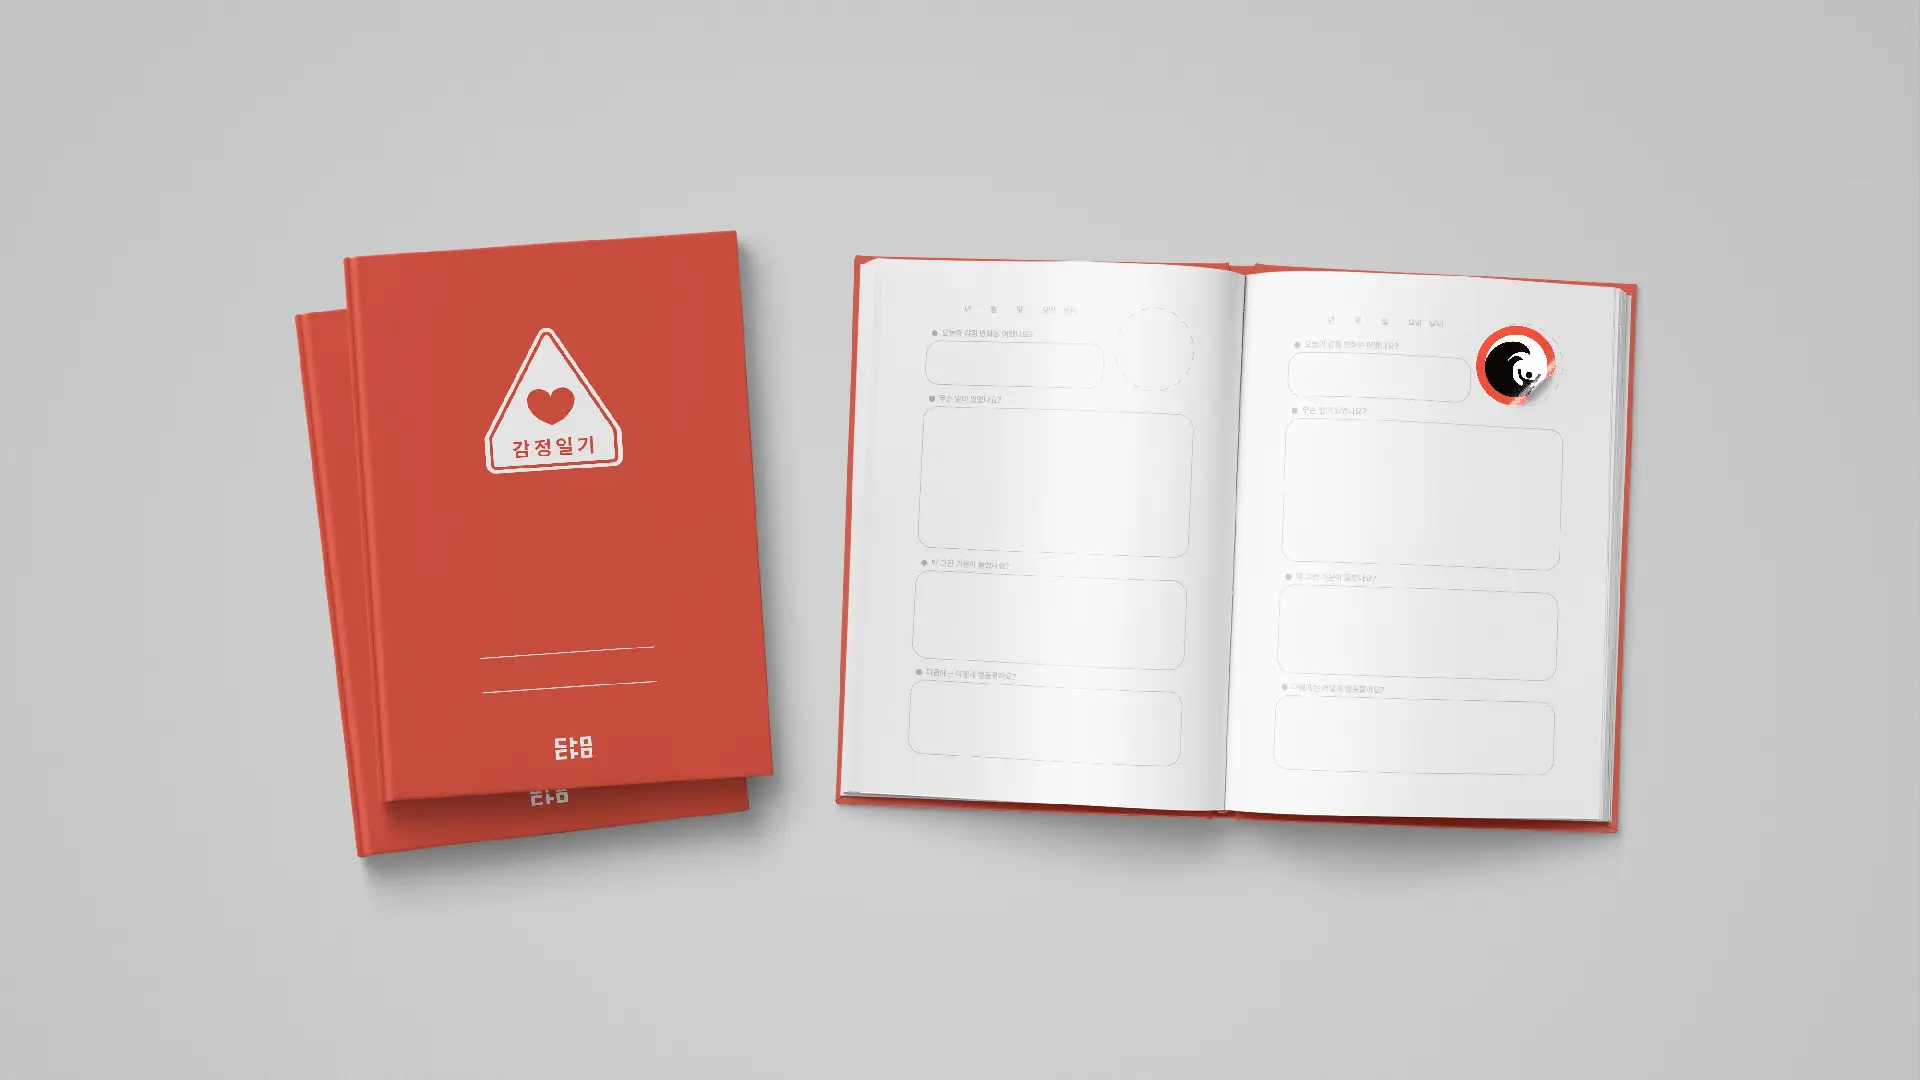 감정일기
담음
담음
년 월 일 요일 날씨
오늘의 감정 변화는 어땠나요?
무슨 일이 있었나요?
왜 그런 기분이 들었나요?
다음에는 어떻게 행동할까요?
년 월 일 요일 날씨
오늘의 감정 변화는 어땠나요?
무슨 일이 있었나요?
왜 그런 기분이 들었나요?
다음에는 어떻게 행동할까요?